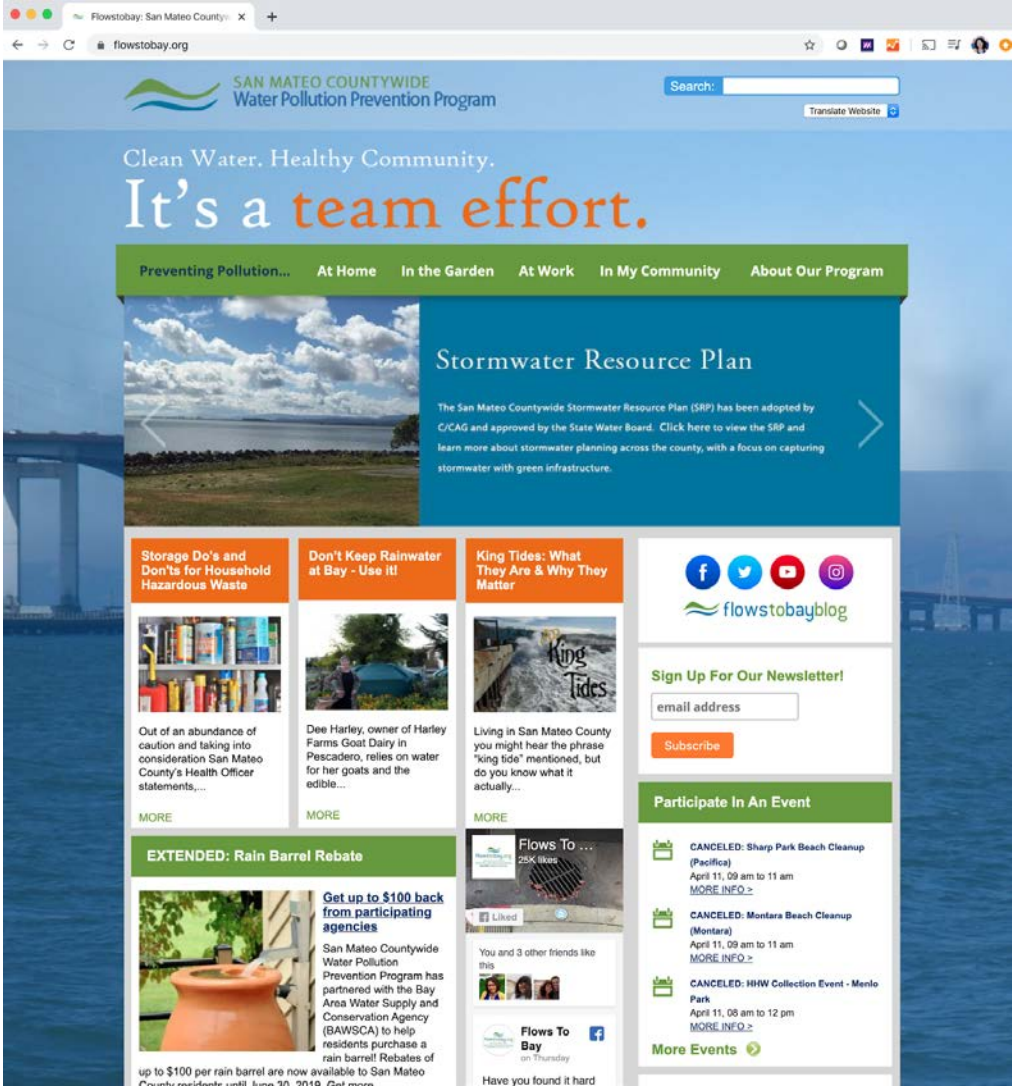 Flowstobay: San Mateo County
flowstobay.org
SAN MATEO COUNTYWIDE
Water Pollution Prevention Program
Search:
Translate Website
Clean Water. Healthy Community.
It's a team effort.
Preventing Pollution... At Home In the Garden At Work In My Community About Our Program
Stormwater Resource Plan
The San Mateo Countywide Stormwater Resource Plan (SRP) has been adopted by
C/CAG and approved by the State Water Board. Click here to view the SRP and
learn more about stormwater planning across the county, with a focus on capturing
stormwater with green infrastructure.
Storage Do's and
Don'ts for Household
Hazardous Waste
Out of an abundance of
caution and taking into
consideration San Mateo
County's Health Officer
statements,...
MORE
Don't Keep Rainwater
at Bay - Use it!
Dee Harley, owner of Harley
Farms Goat Dairy in
Pescadero, relies on water
for her goats and the
edible...
MORE
King Tides: What
They Are & Why They
Matter
King
Tides
Living in San Mateo County
you might hear the phrase
"king tide" mentioned, but
do you know what it
actually...
MORE
flowstobayblog
Sign Up For Our Newsletter!
email address
Subscribe
Participate In An Event
CANCELED: Sharp Park Beach Cleanup
(Pacifica)
April 11, 09 am to 11 am
MORE INFO >
CANCELED: Montara Beach Cleanup
(Montara)
April 11, 09 am to 11 am
MORE INFO >
CANCELED: HHW Collection Event - Menlo
Park
April 11, 08 am to 12 pm
MORE INFO >
More Events
EXTENDED: Rain Barrel Rebate
Get up to $100 back
from participating
agencies
San Mateo Countywide
Water Pollution
Prevention Program has
partnered with the Bay
Area Water Supply and
Conservation Agency
(BAWSCA) to help
residents purchase a
rain barrel! Rebates of
up to $100 per rain barrel are now available to San Mateo
County residents until June 30, 2019. Get more
Flows To ...
25K likes
Liked
You and 3 other friends like
this
Flows To
Bay
on Thursday
Have you found it hard